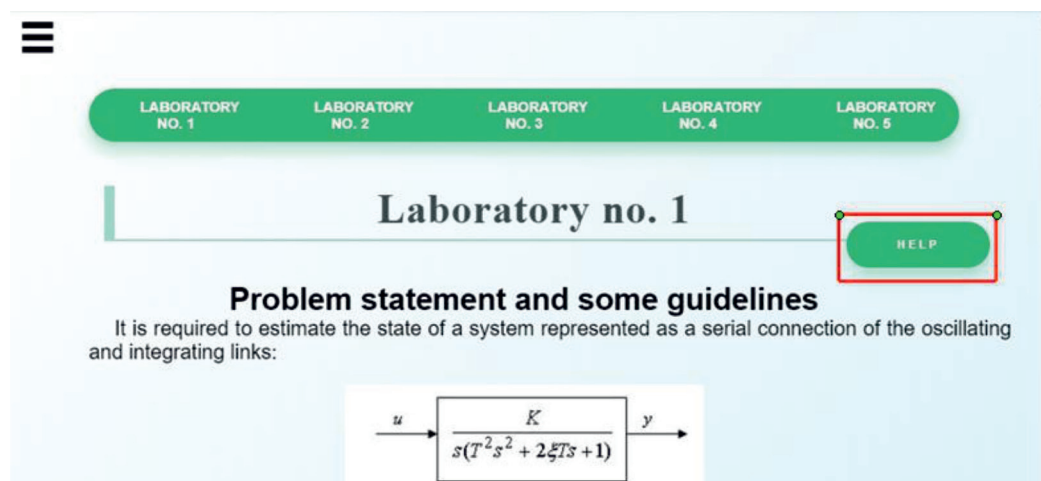 LABORATORY NO. 1
LABORATORY NO. 2
LABORATORY NO. 3
LABORATORY NO. 4
LABORATORY NO. 5
Laboratory no. 1
HELP
Problem statement and some guidelines
It is required to estimate the state of a system represented as a serial connection of the oscillating
and integrating links:
u
K
y
s(T²s² + 2ξTs +1)